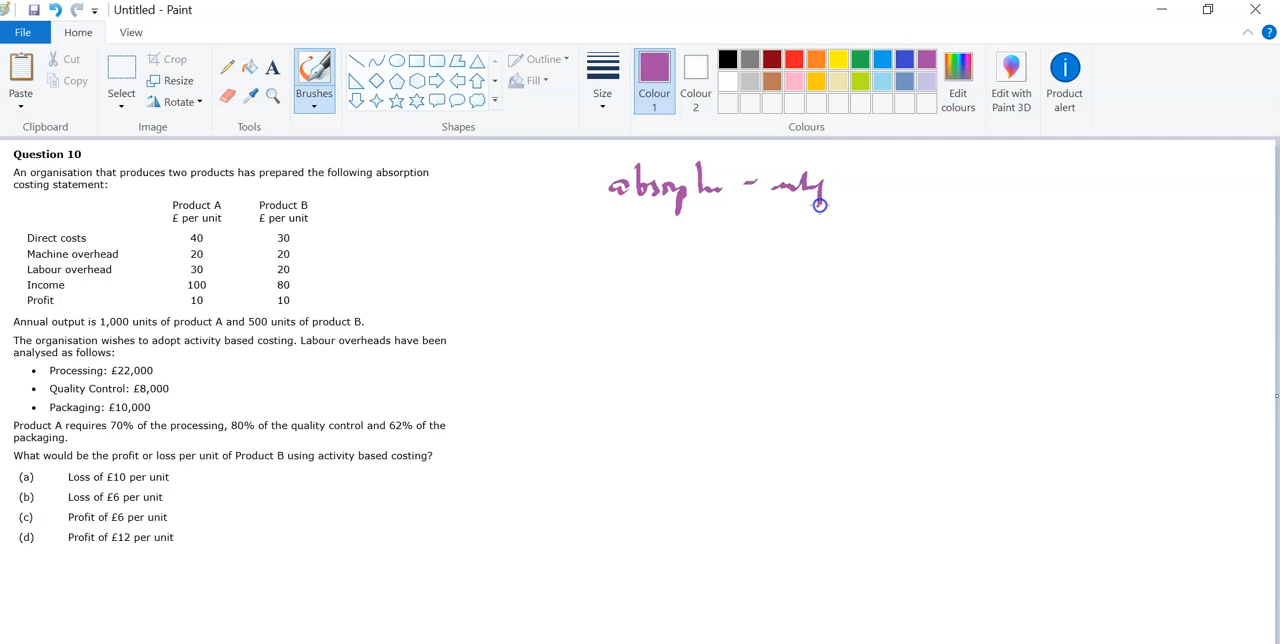 Untitled - Paint
File Home View
Paste Cut Copy Select Crop Resize Rotate Brushes Outline Fill Size Colour 1 Colour 2 Edit colours Edit with Paint 3D Product alert
Clipboard Image Tools Shapes Colours
Question 10
An organisation that produces two products has prepared the following absorption
costing statement:
Product A Product B
£ per unit £ per unit
Direct costs 40 30
Machine overhead 20 20
Labour overhead 30 20
Income 100 80
Profit 10 10
Annual output is 1,000 units of product A and 500 units of product B.
The organisation wishes to adopt activity based costing. Labour overheads have been
analysed as follows:
• Processing: £22,000
• Quality Control: £8,000
• Packaging: £10,000
Product A requires 70% of the processing, 80% of the quality control and 62% of the
packaging.
What would be the profit or loss per unit of Product B using activity based costing?
(a) Loss of £10 per unit
(b) Loss of £6 per unit
(c) Profit of £6 per unit
(d) Profit of £12 per unit